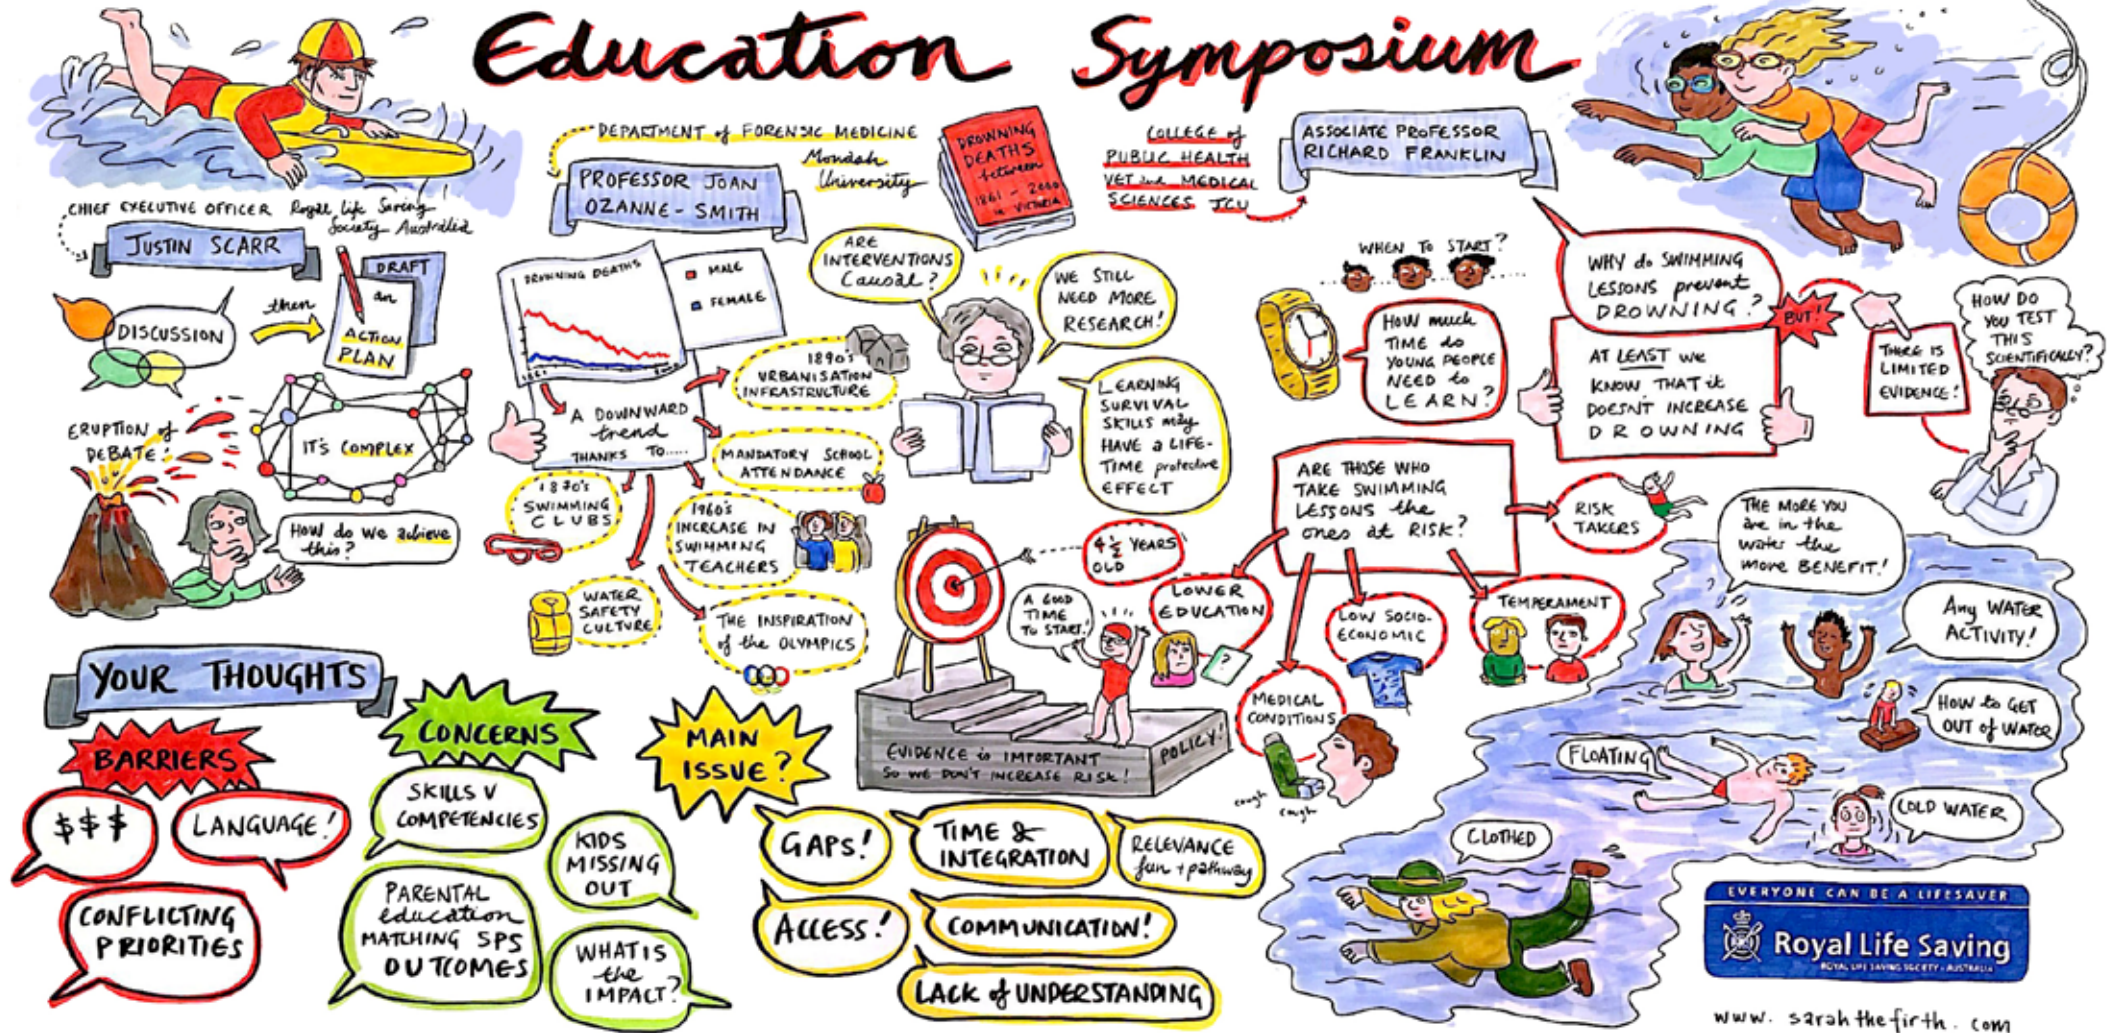 Education Symposium
CHIEF EXECUTIVE OFFICER Royal Life Saving
Society Australia
JUSTIN SCARR
DISCUSSION
then
DRAFT
an
ACTION
PLAN
ERUPTION of
DEBATE!
IT'S COMPLEX
HOW do we achieve
this?
DEPARTMENT of FORENSIC MEDICINE
Monash
University
PROFESSOR JOAN
OZANNE-SMITH
DROWNING
DEATHS
between
1861 - 2000
in VICTORIA
DROWNING DEATHS
MALE
FEMALE
A DOWNWARD
trend
THANKS TO.....
1890's
URBANISATION
INFRASTRUCTURE
MANDATORY SCHOOL
ATTENDANCE
1870's
SWIMMING
CLUBS
1960's
INCREASE IN
SWIMMING
TEACHERS
WATER
SAFETY
CULTURE
THE INSPIRATION
of the OLYMPICS
ARE
INTERVENTIONS
Causal?
WE STILL
NEED MORE
RESEARCH!
LEARNING
SURVIVAL
SKILLS may
HAVE a LIFE-
TIME protective
EFFECT
COLLEGE of
PUBLIC HEALTH
VET and MEDICAL
SCIENCES JCU
ASSOCIATE PROFESSOR
RICHARD FRANKLIN
WHEN TO START?
HOW much
TIME do
YOUNG PEOPLE
NEED to
LEARN?
WHY do SWIMMING
LESSONS prevent
DROWNING?
BUT!
AT LEAST we
KNOW THAT it
DOESN'T INCREASE
DROWNING
THERE IS
LIMITED
EVIDENCE!
HOW DO
YOU TEST
THIS
SCIENTIFICALLY?
ARE THOSE WHO
TAKE SWIMMING
LESSONS the
ones at RISK?
RISK
TAKERS
LOWER
EDUCATION
?
MEDICAL
CONDITIONS
cough
cough
LOW SOCIO-
ECONOMIC
TEMPERAMENT
4½ YEARS
OLD
A GOOD
TIME
TO START!
EVIDENCE is IMPORTANT
SO WE DON'T INCREASE RISK!
POLICY!
THE MORE YOU
are in the
water the
more BENEFIT!
Any WATER
ACTIVITY!
HOW to GET
OUT of WATER
FLOATING
COLD WATER
CLOTHED
YOUR THOUGHTS
BARRIERS
$$$
LANGUAGE!
CONFLICTING
PRIORITIES
CONCERNS
SKILLS V
COMPETENCIES
KIDS
MISSING
OUT
PARENTAL
education
MATCHING SPS
OUTCOMES
WHAT IS
the
IMPACT?
MAIN
ISSUE?
GAPS!
TIME &
INTEGRATION
RELEVANCE
fun + pathway
ACCESS!
COMMUNICATION!
LACK of UNDERSTANDING
EVERYONE CAN BE A LIFESAVER
Royal Life Saving
ROYAL LIFE SAVING SOCIETY - AUSTRALIA
www.sarahthefirth.com